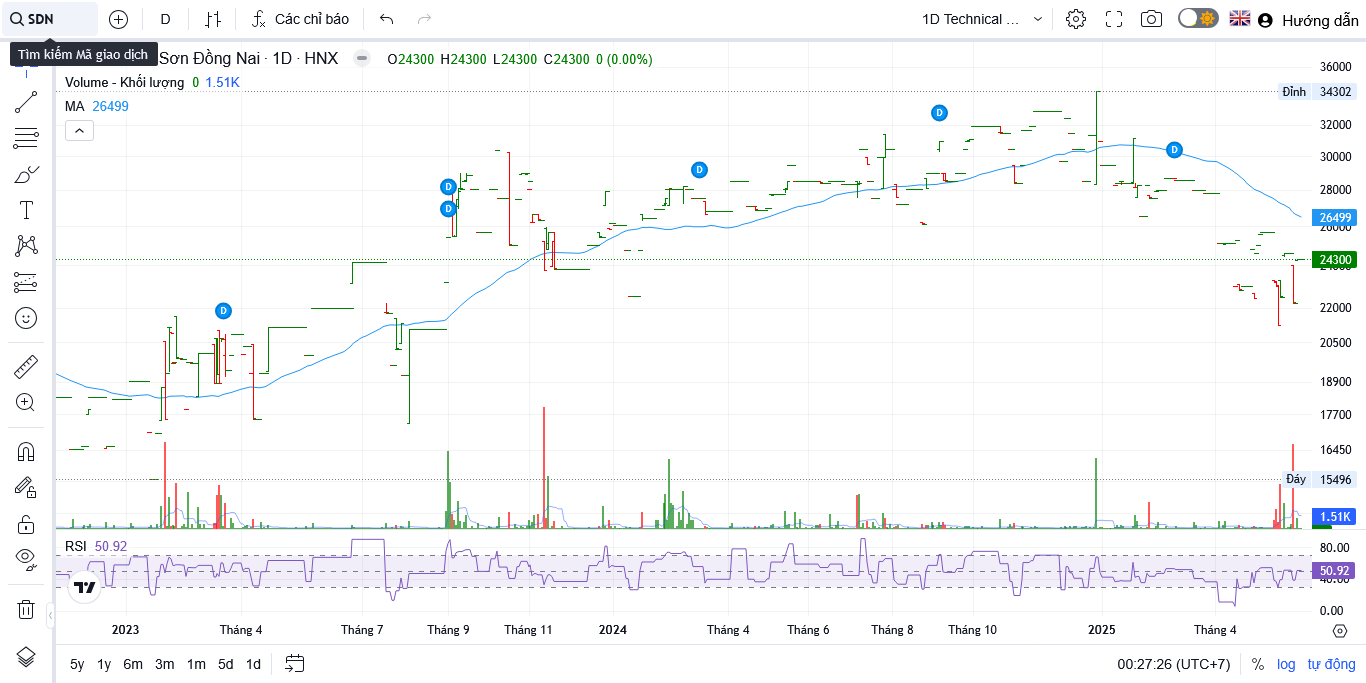 SDN
D
Các chỉ báo
1D Technical ...
Hướng dẫn
Tìm kiếm Mã giao dịch
Sơn Đồng Nai · 1D · HNX
O24300 H24300 L24300 C24300 0 (0.00%)
Volume - Khối lượng 0 1.51K
MA 26499
36000
Đỉnh 34302
32000
30000
28000
26499
26000
24300
24000
22000
20500
18900
17700
16450
Đáy 15496
1.51K
D
D
D
D
D
D
RSI 50.92
80.00
50.92
40.00
0.00
2023 Tháng 4 Tháng 7 Tháng 9 Tháng 11 2024 Tháng 4 Tháng 6 Tháng 8 Tháng 10 2025 Tháng 4
5y 1y 6m 3m 1m 5d 1d
00:27:26 (UTC+7) % log tự động